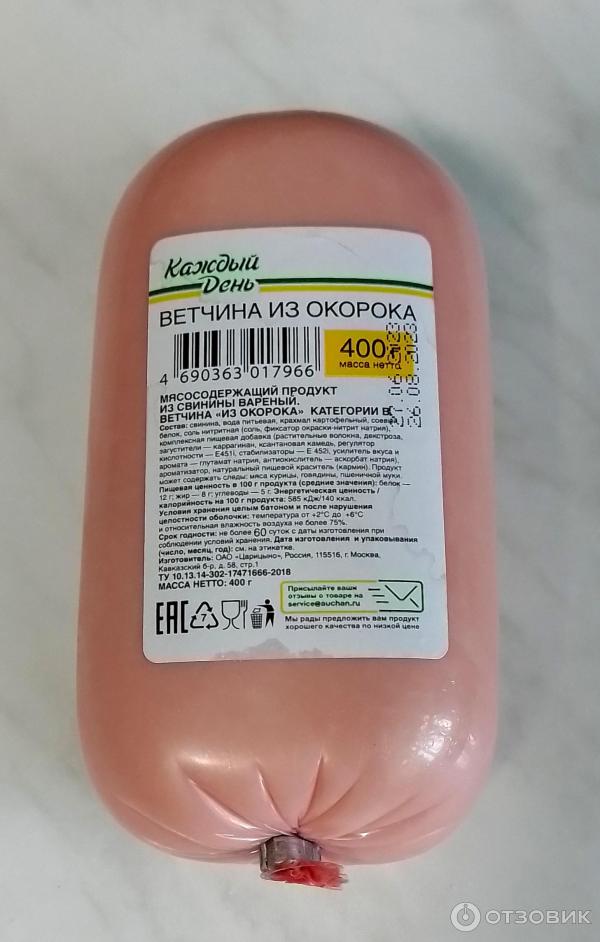 Каждый
День
ВЕТЧИНА ИЗ ОКОРОКА
4 690363 017966
400г
масса нетто
МЯСОСОДЕРЖАЩИЙ ПРОДУКТ
ИЗ СВИНИНЫ ВАРЕНЫЙ.
ВЕТЧИНА «ИЗ ОКОРОКА» КАТЕГОРИИ В
Состав: свинина, вода питьевая, крахмал картофельный, соевый
белок, соль нитритная (соль, фиксатор окраски-нитрит натрия),
комплексная пищевая добавка (растительные волокна, декстроза,
загустители — каррагинан, ксантановая камедь, регулятор
кислотности — Е451i, стабилизаторы — Е 452i, усилитель вкуса и
аромата — глутамат натрия, антиокислитель — аскорбат натрия),
ароматизатор, натуральный пищевой краситель (кармин). Продукт
может содержать следы: мяса курицы, говядины, пшеничной муки.
Пищевая ценность в 100 г продукта (средние значения): белок —
12 г; жир — 8 г; углеводы — 5 г. Энергетическая ценность /
калорийность на 100 г продукта: 585 кДж/140 ккал.
Условия хранения целым батоном и после нарушения
целостности оболочки: температура от +2°С до +6°С
и относительная влажность воздуха не более 75%.
Срок годности: не более 60 суток с даты изготовления при
соблюдении условий хранения. Дата изготовления и упаковывания
(число, месяц, год): см. на этикетке.
Изготовитель: ОАО «Царицыно», Россия, 115516, г. Москва,
Кавказский б-р, д. 58, стр.1
ТУ 10.13.14-302-17471666-2018
МАССА НЕТТО: 400 г
EAC
7
Присылайте ваши
отзывы о товаре на
service@auchan.ru
Мы рады предложить вам продукт
хорошего качества по низкой цене
ОТЗОВИК